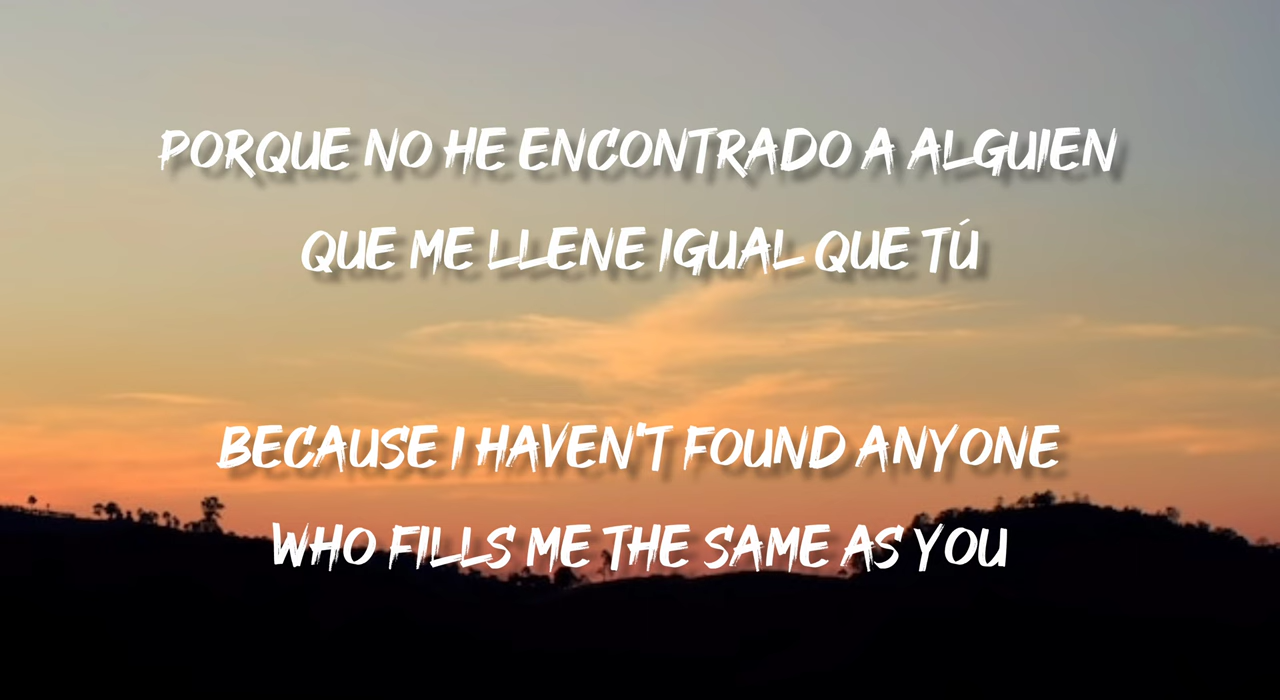 PORQUE NO HE ENCONTRADO A ALGUIEN
QUE ME LLENE IGUAL QUE TÚ
BECAUSE I HAVEN'T FOUND ANYONE
WHO FILLS ME THE SAME AS YOU